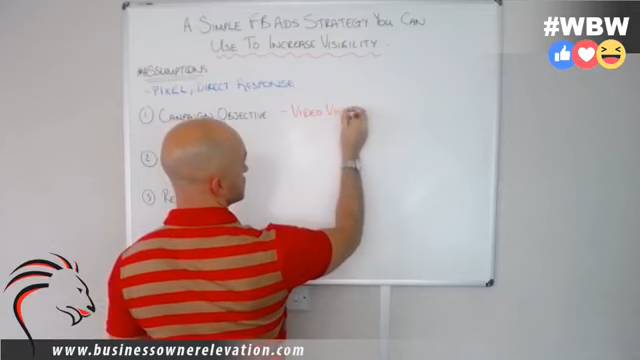 #WBW
A SIMPLE FB ADS STRATEGY YOU CAN
USE TO INCREASE VISIBILITY.
*ASSUMPTIONS
- PIXEL, DIRECT RESPONSE
① CAMPAIGN OBJECTIVE - VIDEO
②
③
www.businessownerelevation.com